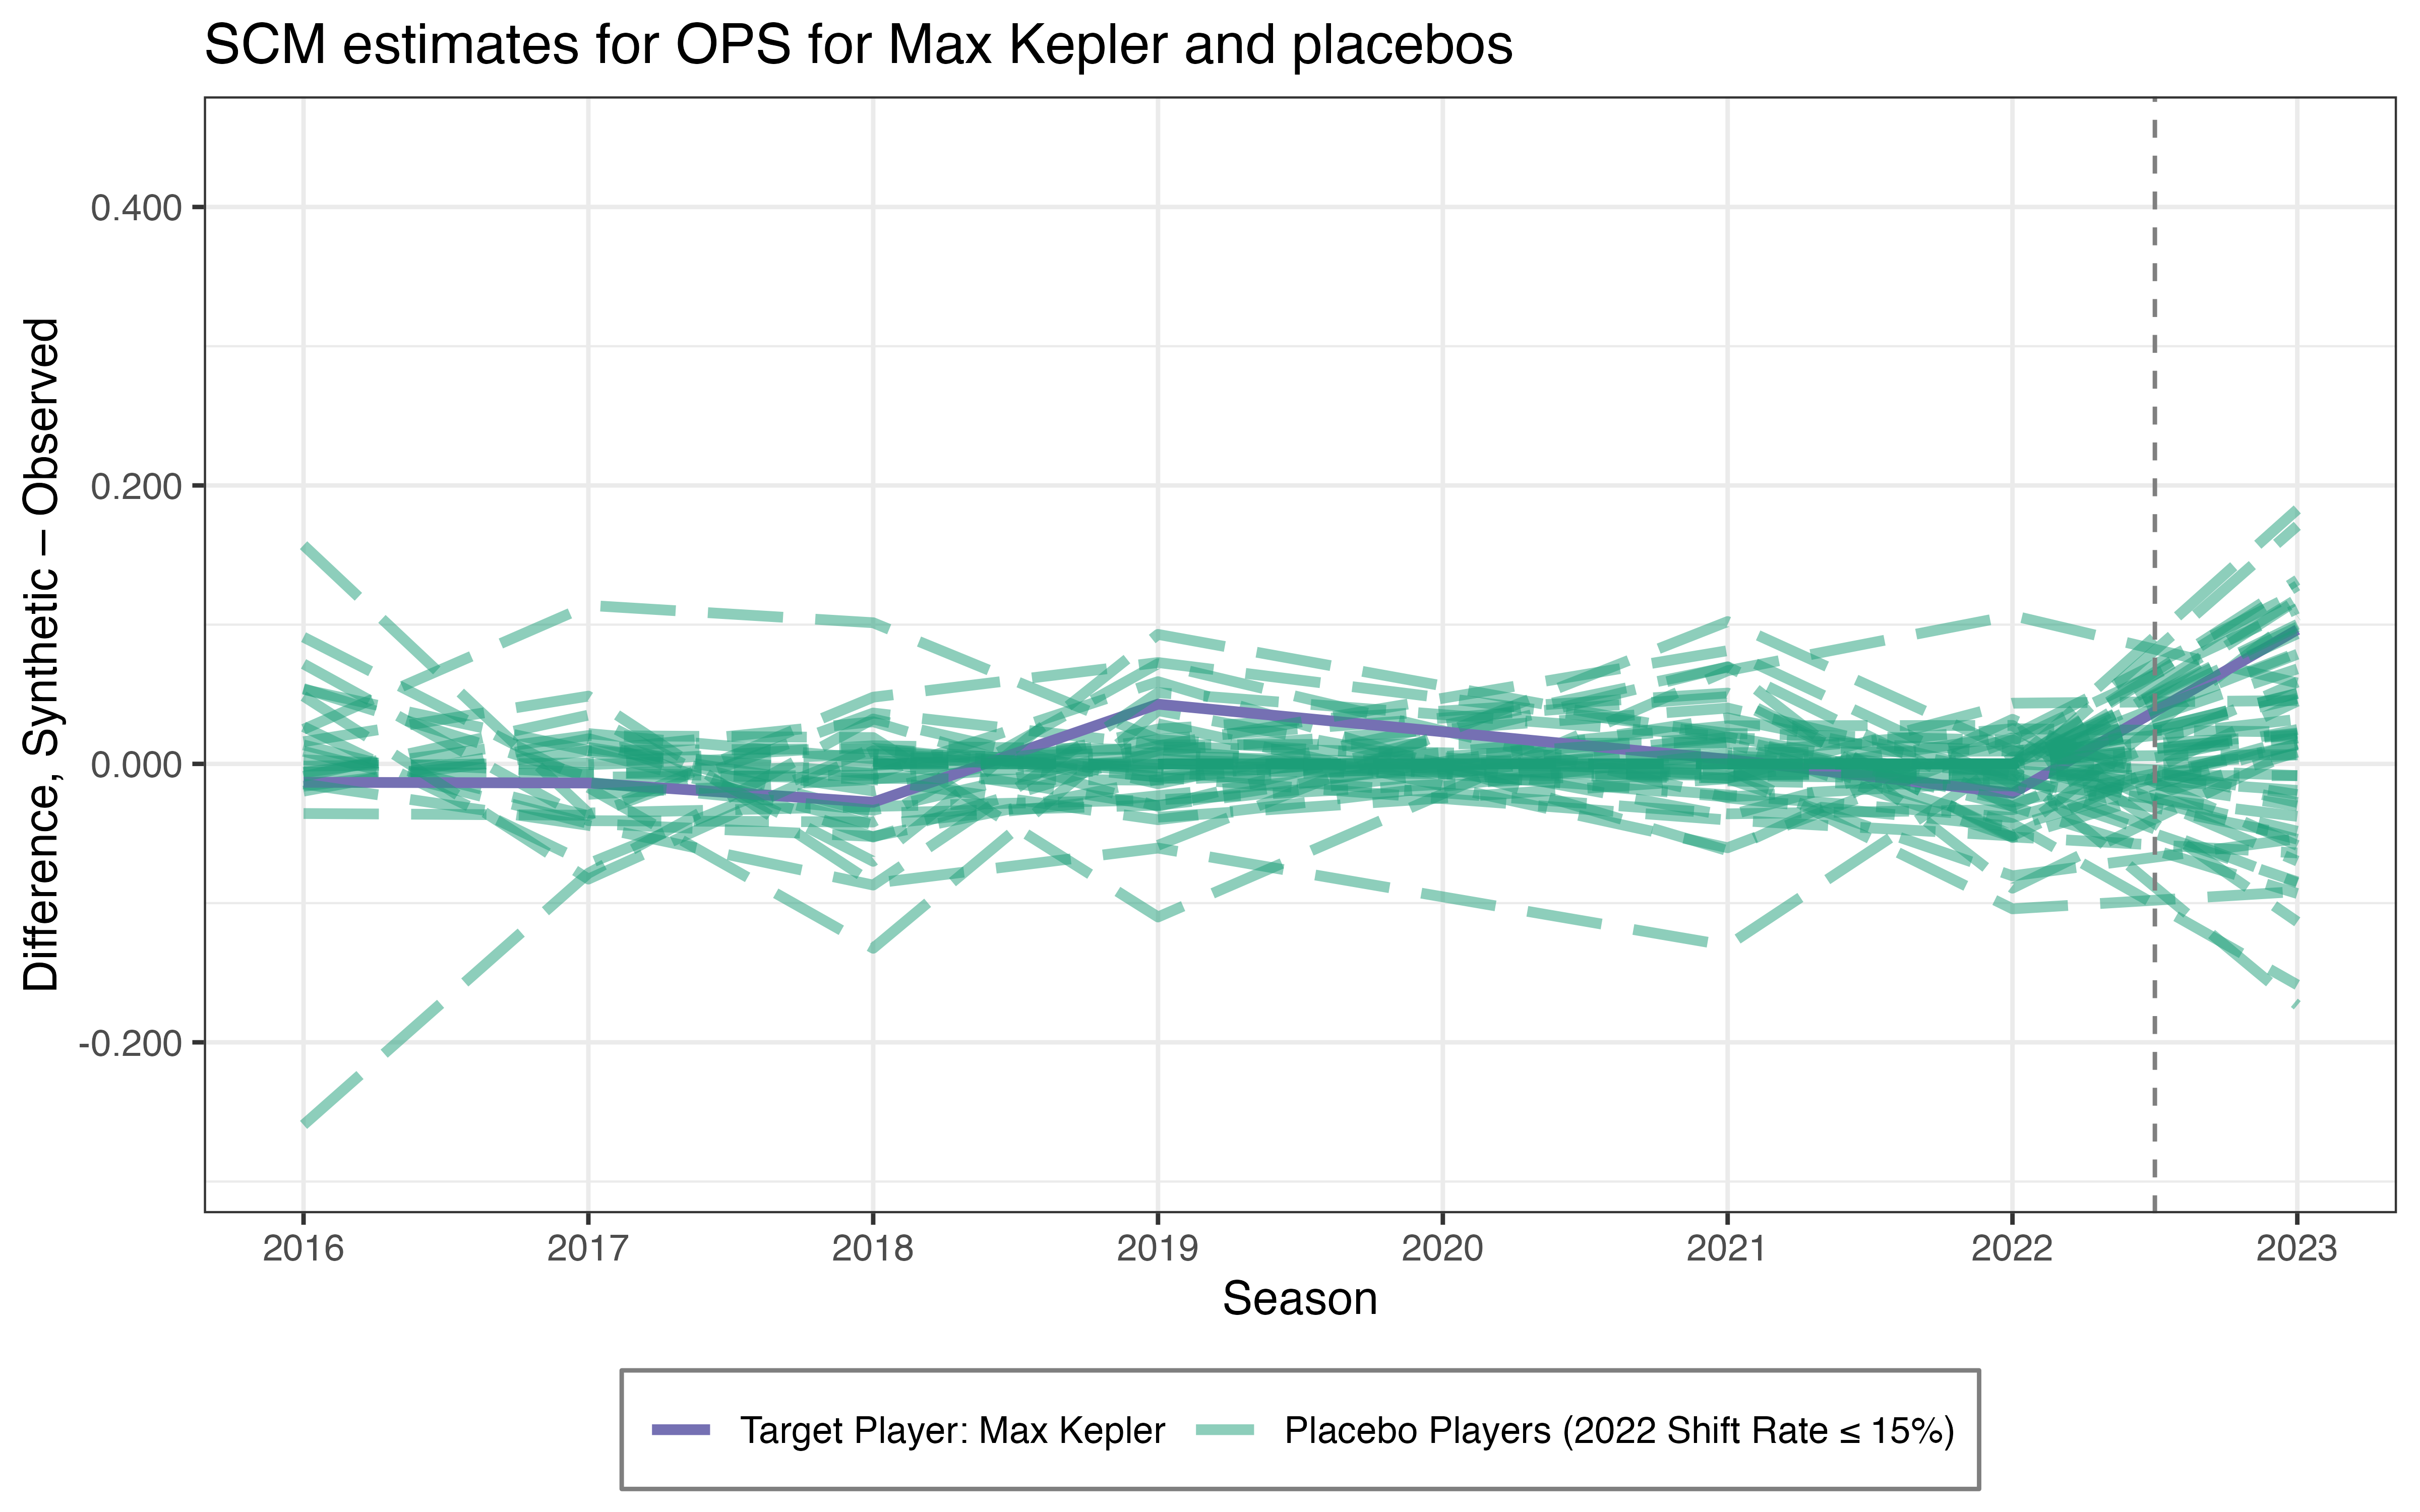 SCM estimates for OPS for Max Kepler and placebos
Difference, Synthetic − Observed
0.400
0.200
0.000
-0.200
2016 2017 2018 2019 2020 2021 2022 2023
Season
Target Player: Max Kepler Placebo Players (2022 Shift Rate ≤ 15%)